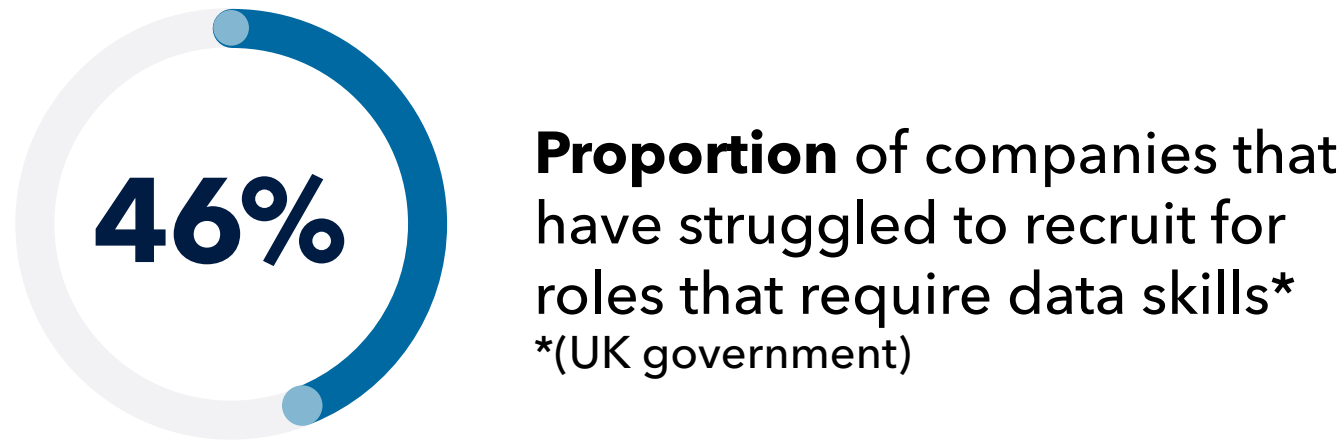 46%
Proportion of companies that
have struggled to recruit for
roles that require data skills*
*(UK government)